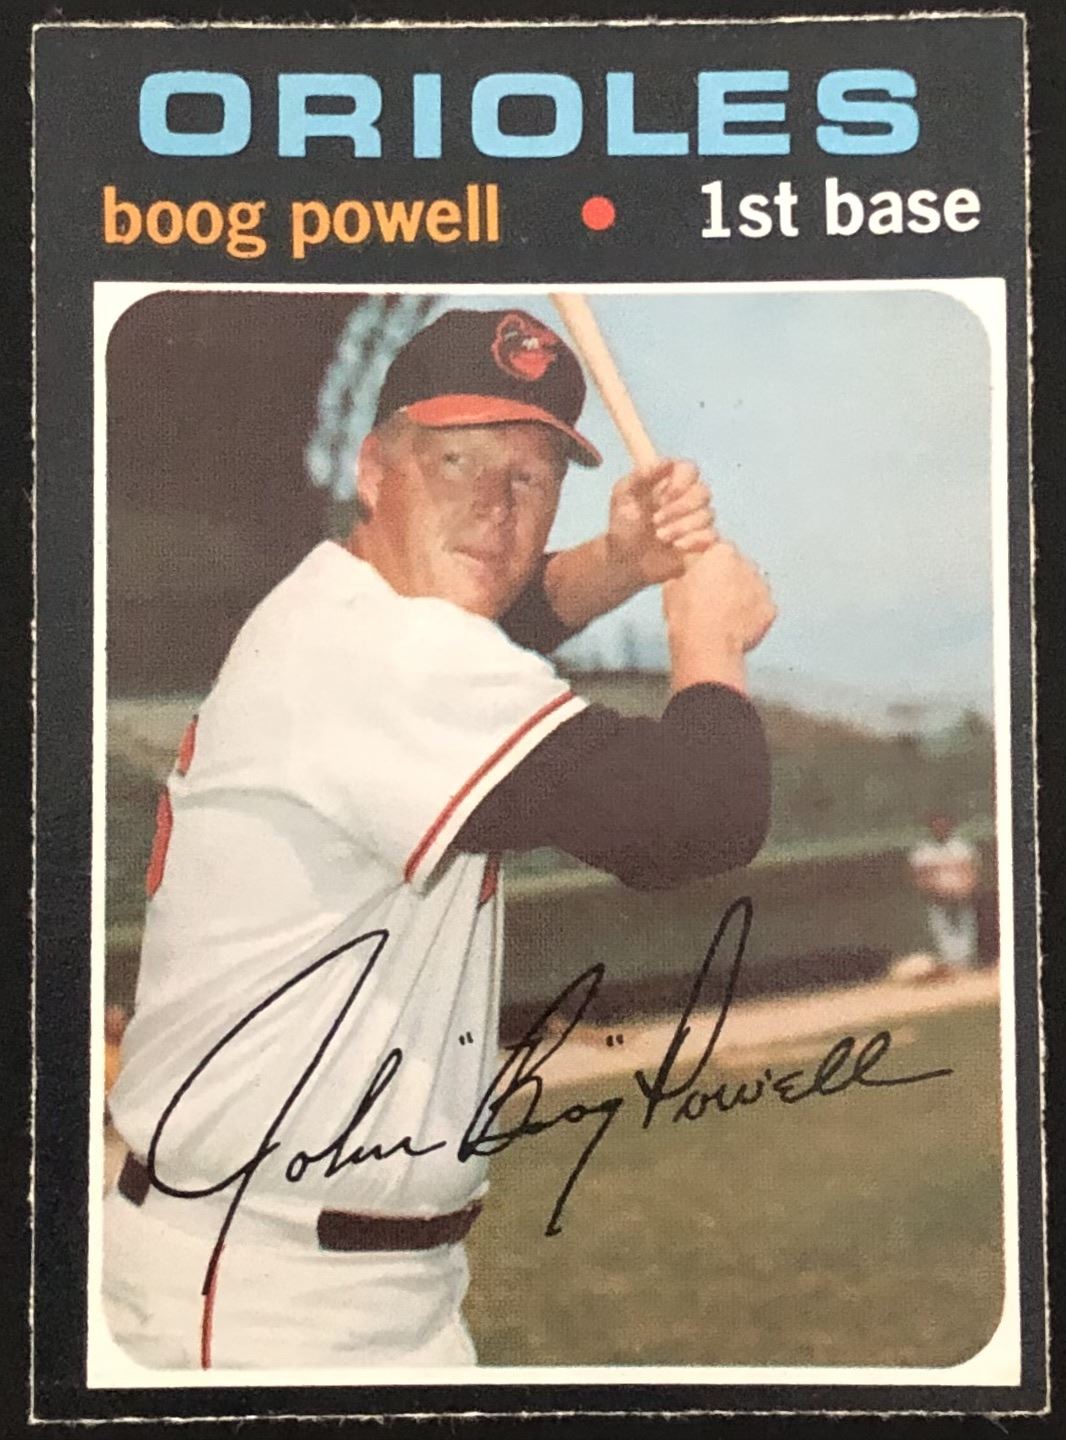 ORIOLES
boog powell • 1st base
John "Boog" Powell